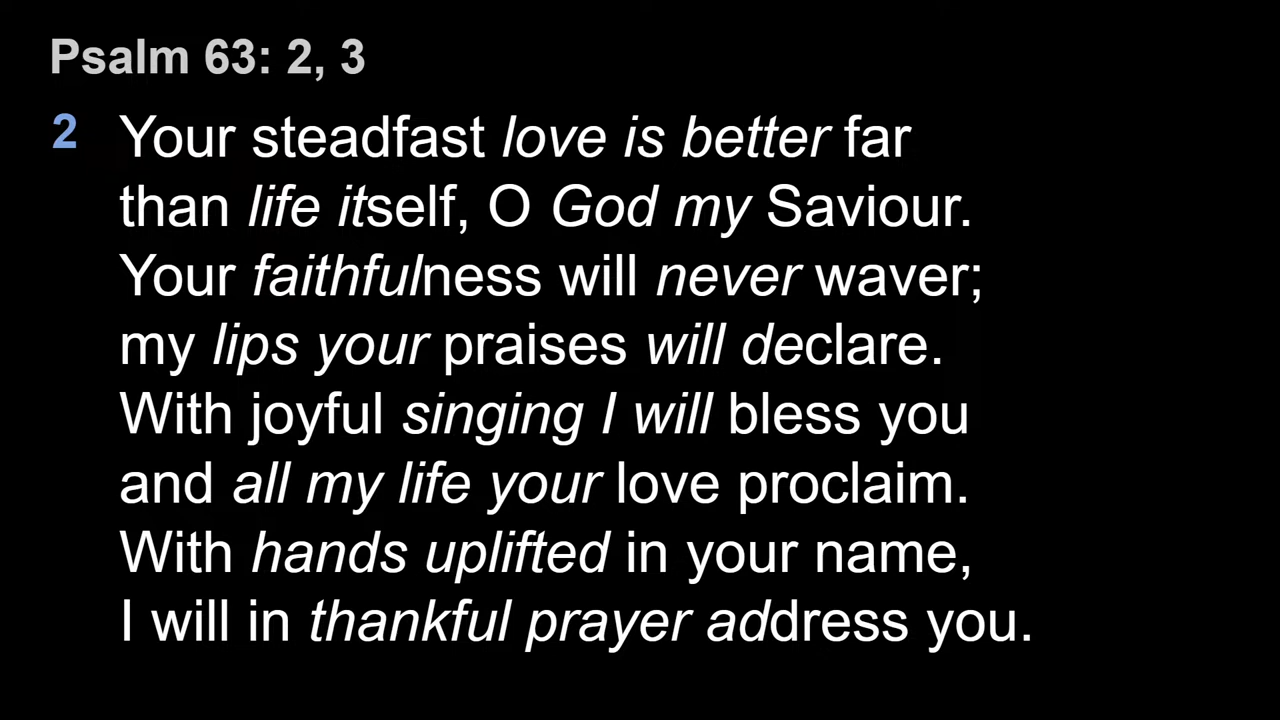 Psalm 63: 2, 3
2 Your steadfast love is better far
than life itself, O God my Saviour.
Your faithfulness will never waver;
my lips your praises will declare.
With joyful singing I will bless you
and all my life your love proclaim.
With hands uplifted in your name,
I will in thankful prayer address you.